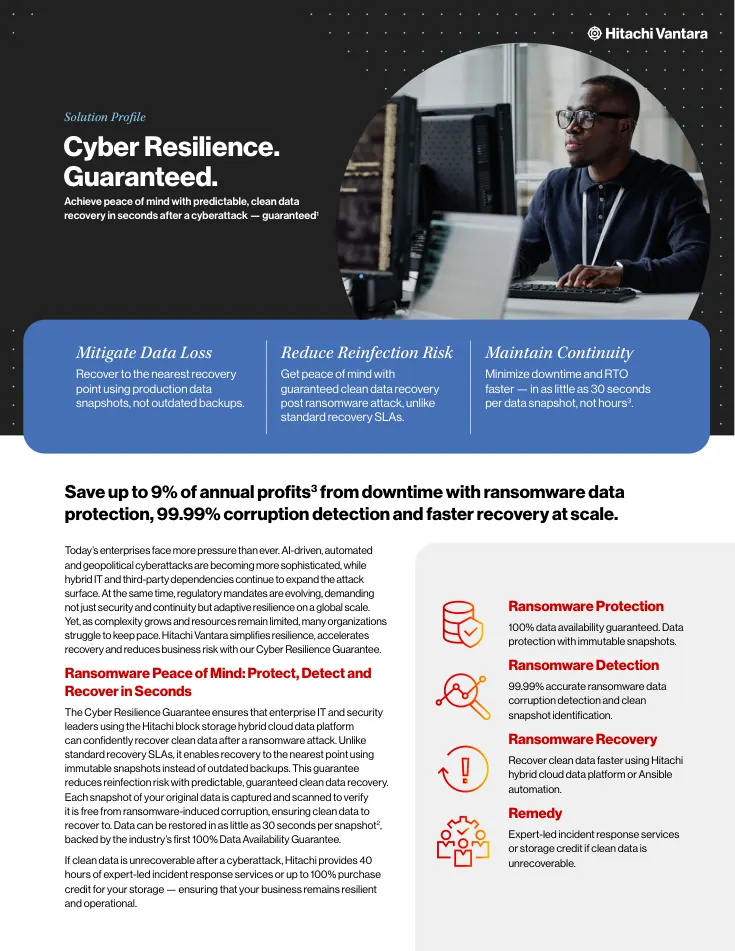 Hitachi Vantara
Solution Profile
Cyber Resilience.
Guaranteed.
Achieve peace of mind with predictable, clean data
recovery in seconds after a cyberattack — guaranteed¹
Mitigate Data Loss
Recover to the nearest recovery
point using production data
snapshots, not outdated backups.
Reduce Reinfection Risk
Get peace of mind with
guaranteed clean data recovery
post ransomware attack, unlike
standard recovery SLAs.
Maintain Continuity
Minimize downtime and RTO
faster — in as little as 30 seconds
per data snapshot, not hours³.
Save up to 9% of annual profits³ from downtime with ransomware data
protection, 99.99% corruption detection and faster recovery at scale.
Today's enterprises face more pressure than ever. AI-driven, automated
and geopolitical cyberattacks are becoming more sophisticated, while
hybrid IT and third-party dependencies continue to expand the attack
surface. At the same time, regulatory mandates are evolving, demanding
not just security and continuity but adaptive resilience on a global scale.
Yet, as complexity grows and resources remain limited, many organizations
struggle to keep pace. Hitachi Vantara simplifies resilience, accelerates
recovery and reduces business risk with our Cyber Resilience Guarantee.
Ransomware Peace of Mind: Protect, Detect and
Recover in Seconds
The Cyber Resilience Guarantee ensures that enterprise IT and security
leaders using the Hitachi block storage hybrid cloud data platform
can confidently recover clean data after a ransomware attack. Unlike
standard recovery SLAs, it enables recovery to the nearest point using
immutable snapshots instead of outdated backups. This guarantee
reduces reinfection risk with predictable, guaranteed clean data recovery.
Each snapshot of your original data is captured and scanned to verify
it is free from ransomware-induced corruption, ensuring clean data to
recover to. Data can be restored in as little as 30 seconds per snapshot²,
backed by the industry's first 100% Data Availability Guarantee.
If clean data is unrecoverable after a cyberattack, Hitachi provides 40
hours of expert-led incident response services or up to 100% purchase
credit for your storage — ensuring that your business remains resilient
and operational.
Ransomware Protection
100% data availability guaranteed. Data
protection with immutable snapshots.
Ransomware Detection
99.99% accurate ransomware data
corruption detection and clean
snapshot identification.
Ransomware Recovery
Recover clean data faster using Hitachi
hybrid cloud data platform or Ansible
automation.
Remedy
Expert-led incident response services
or storage credit if clean data is
unrecoverable.